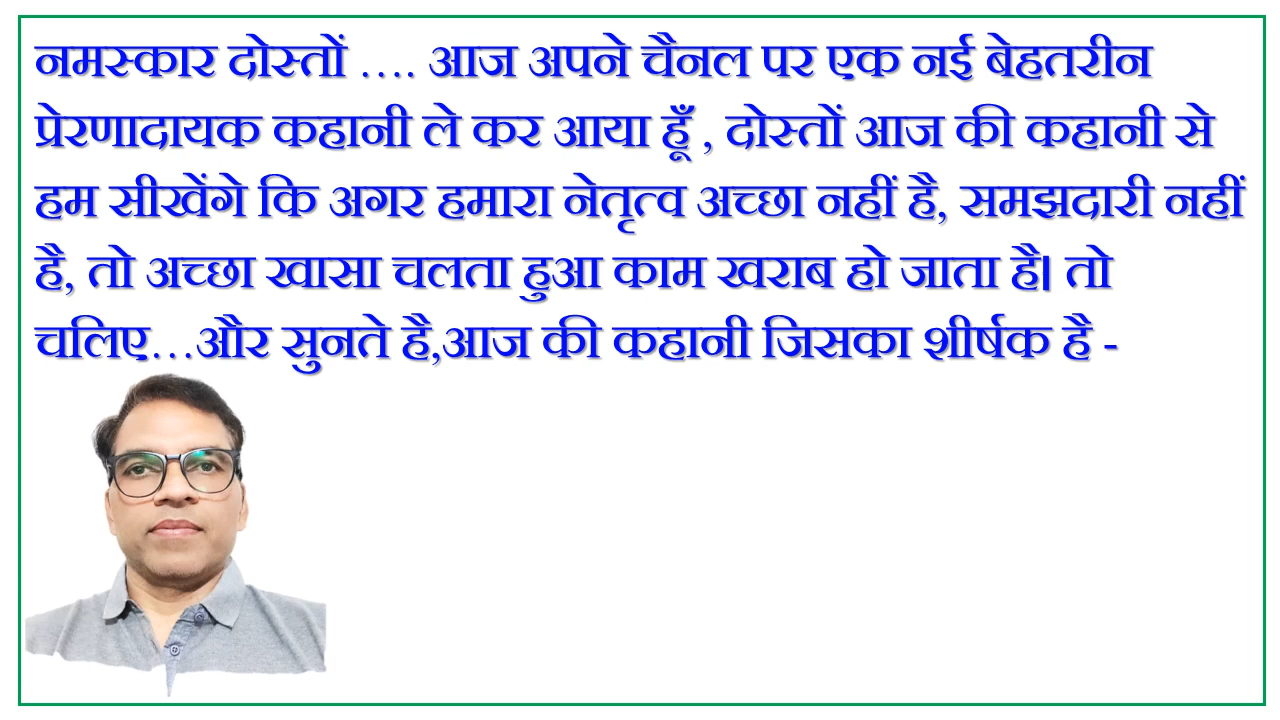 नमस्कार दोस्तों .... आज अपने चैनल पर एक नई बेहतरीन
प्रेरणादायक कहानी ले कर आया हूँ , दोस्तों आज की कहानी से
हम सीखेंगे कि अगर हमारा नेतृत्व अच्छा नहीं है, समझदारी नहीं
है, तो अच्छा खासा चलता हुआ काम खराब हो जाता है। तो
चलिए...और सुनते है,आज की कहानी जिसका शीर्षक है -